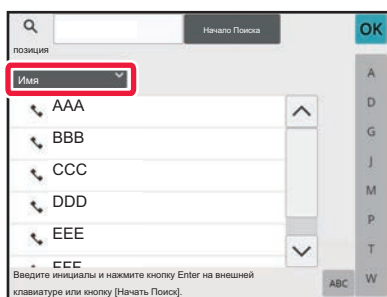 Начало Поиска
OK
позиция
Имя
AAA
BBB
CCC
DDD
EEE
FFF
Введите инициалы и нажмите кнопку Enter на внешней
клавиатуре или кнопку [Начать Поиск].
ABC
A
D
G
J
M
P
T
W